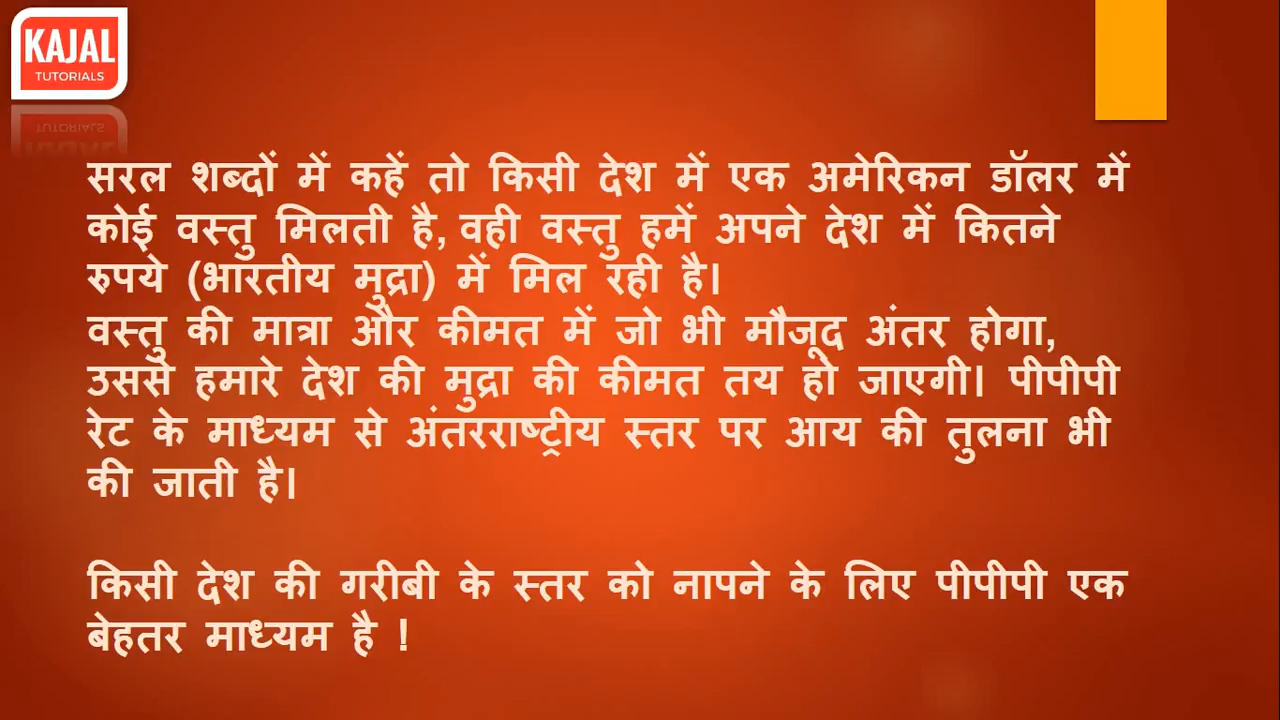 KAJAL
TUTORIALS
सरल शब्दों में कहें तो किसी देश में एक अमेरिकन डॉलर में
कोई वस्तु मिलती है, वही वस्तु हमें अपने देश में कितने
रुपये (भारतीय मुद्रा) में मिल रही है।
वस्तु की मात्रा और कीमत में जो भी मौजूद अंतर होगा,
उससे हमारे देश की मुद्रा की कीमत तय हो जाएगी। पीपीपी
रेट के माध्यम से अंतरराष्ट्रीय स्तर पर आय की तुलना भी
की जाती है।
किसी देश की गरीबी के स्तर को नापने के लिए पीपीपी एक
बेहतर माध्यम है !